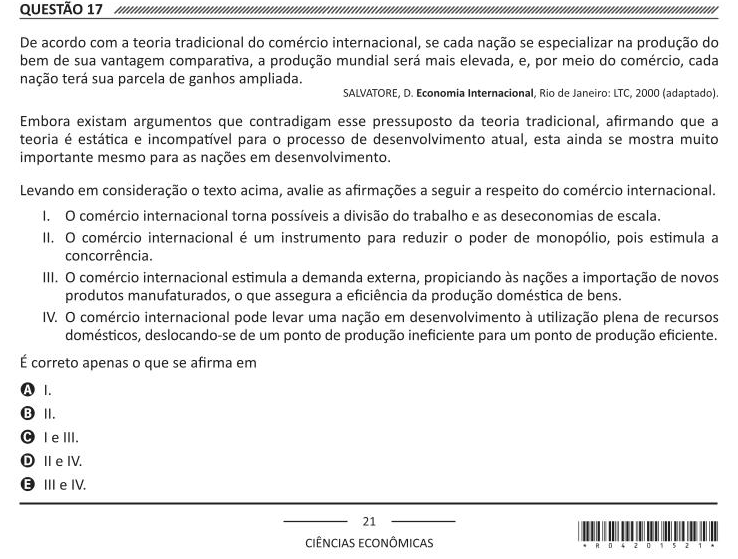 QUESTÃO 17
De acordo com a teoria tradicional do comércio internacional, se cada nação se especializar na produção do
bem de sua vantagem comparativa, a produção mundial será mais elevada, e, por meio do comércio, cada
nação terá sua parcela de ganhos ampliada.
SALVATORE, D. Economia Internacional, Rio de Janeiro: LTC, 2000 (adaptado).
Embora existam argumentos que contradigam esse pressuposto da teoria tradicional, afirmando que a
teoria é estática e incompatível para o processo de desenvolvimento atual, esta ainda se mostra muito
importante mesmo para as nações em desenvolvimento.
Levando em consideração o texto acima, avalie as afirmações a seguir a respeito do comércio internacional.
I. O comércio internacional torna possíveis a divisão do trabalho e as deseconomias de escala.
II. O comércio internacional é um instrumento para reduzir o poder de monopólio, pois estimula a
concorrência.
III. O comércio internacional estimula a demanda externa, propiciando às nações a importação de novos
produtos manufaturados, o que assegura a eficiência da produção doméstica de bens.
IV. O comércio internacional pode levar uma nação em desenvolvimento à utilização plena de recursos
domésticos, deslocando-se de um ponto de produção ineficiente para um ponto de produção eficiente.
É correto apenas o que se afirma em
A I.
B II.
C I e III.
D II e IV.
E III e IV.
21
CIÊNCIAS ECONÔMICAS
* R 0 4 2 0 1 5 2 1 *